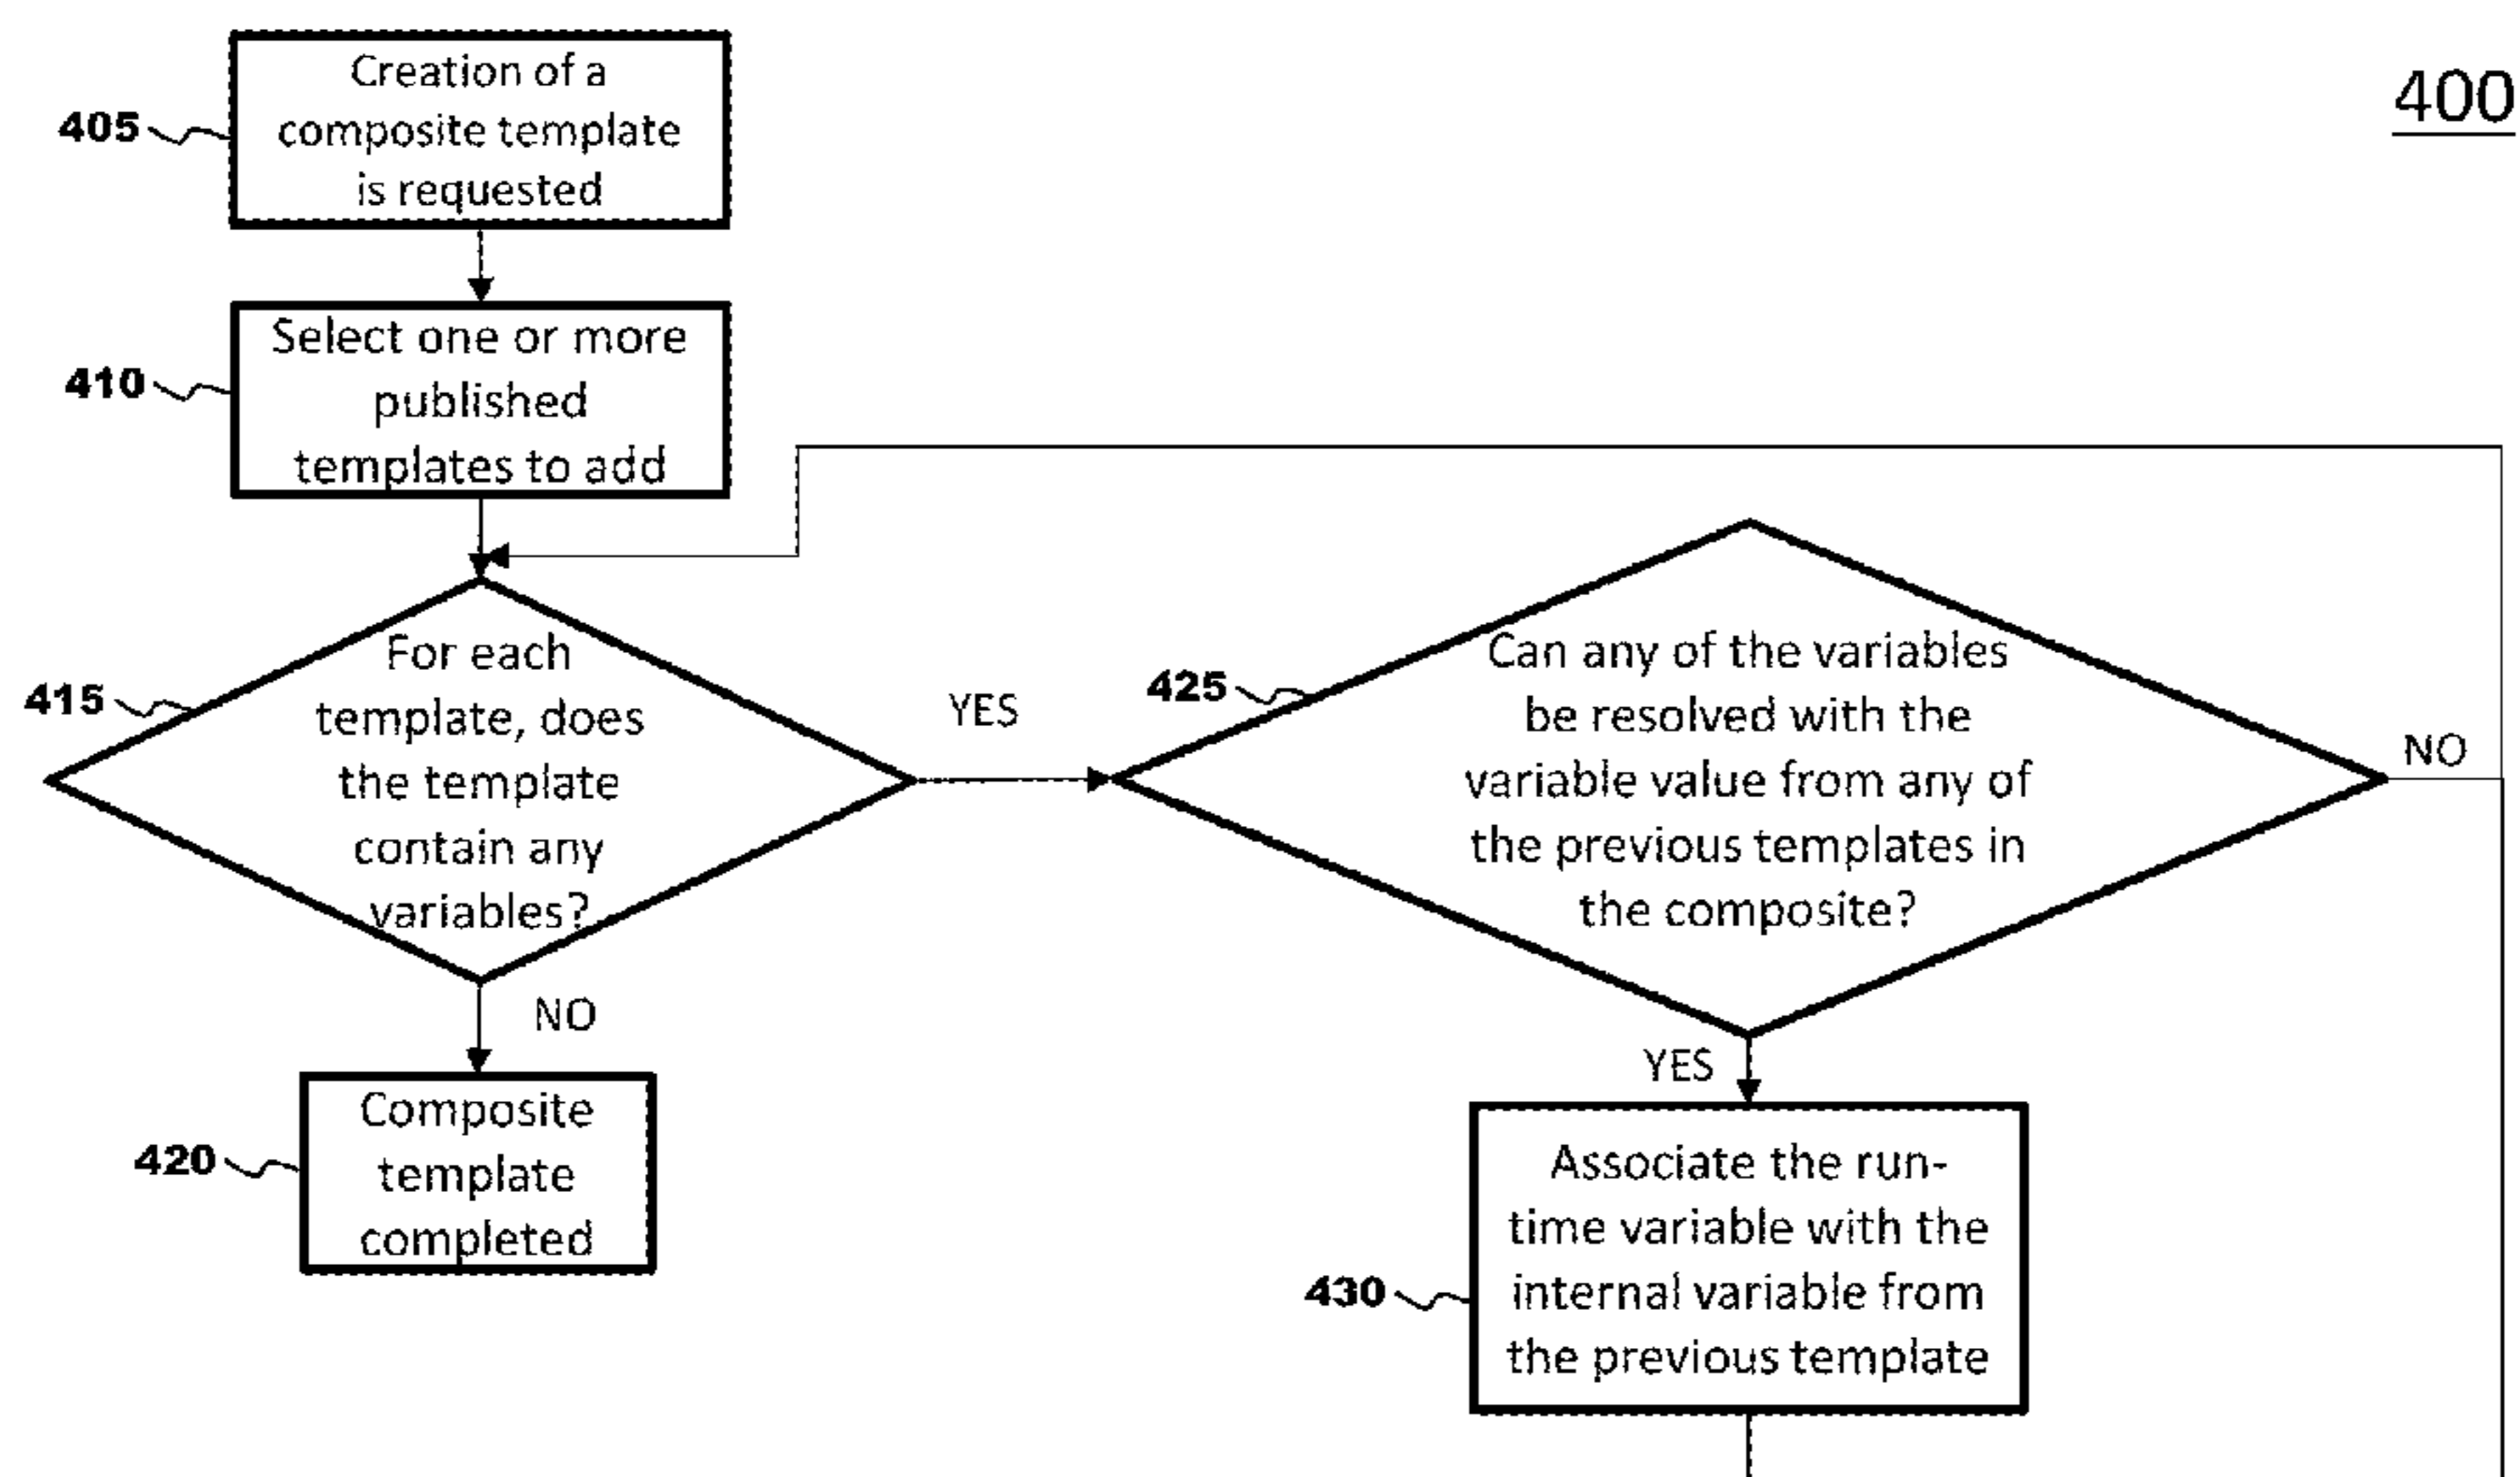 400
405
Creation of a
composite template
is requested
410
Select one or more
published
templates to add
415
For each
template, does
the template
contain any
variables?
YES
NO
420
Composite
template
completed
425
Can any of the variables
be resolved with the
variable value from any of
the previous templates in
the composite?
NO
YES
430
Associate the run-
time variable with the
internal variable from
the previous template